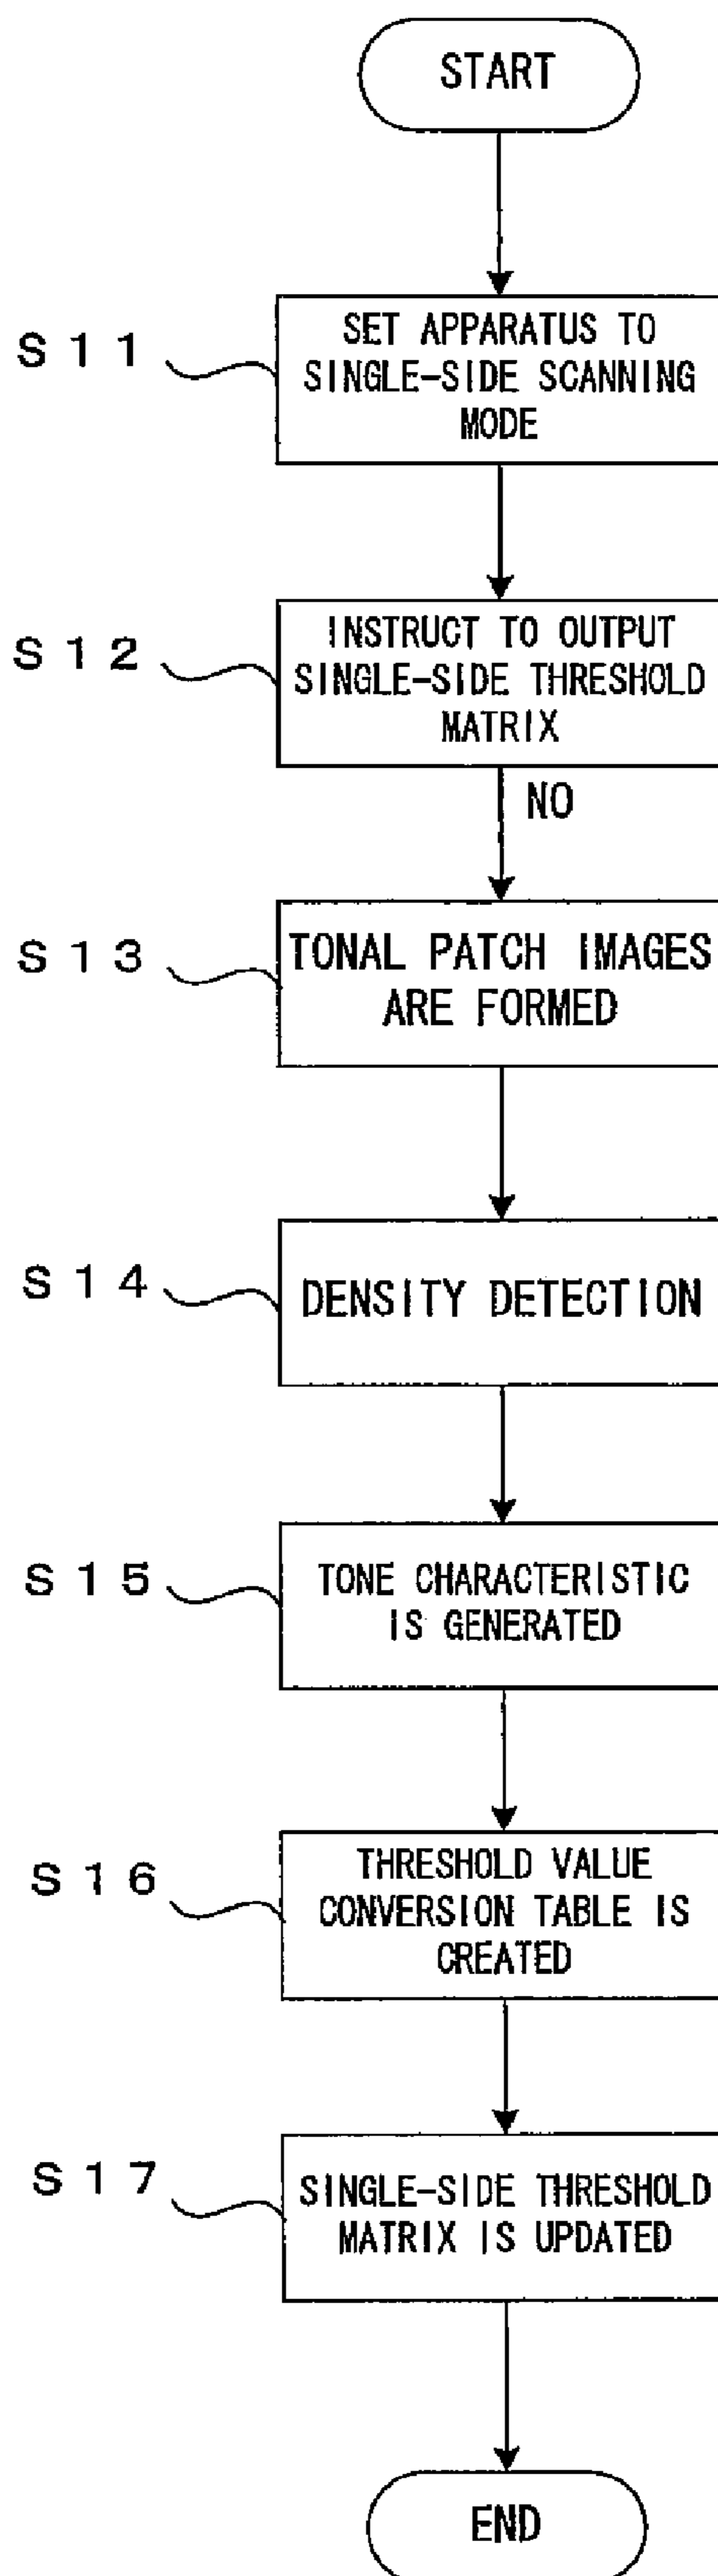 START
S11
SET APPARATUS TO
SINGLE-SIDE SCANNING
MODE
S12
INSTRUCT TO OUTPUT
SINGLE-SIDE THRESHOLD
MATRIX
NO
S13
TONAL PATCH IMAGES
ARE FORMED
S14
DENSITY DETECTION
S15
TONE CHARACTERISTIC
IS GENERATED
S16
THRESHOLD VALUE
CONVERSION TABLE IS
CREATED
S17
SINGLE-SIDE THRESHOLD
MATRIX IS UPDATED
END